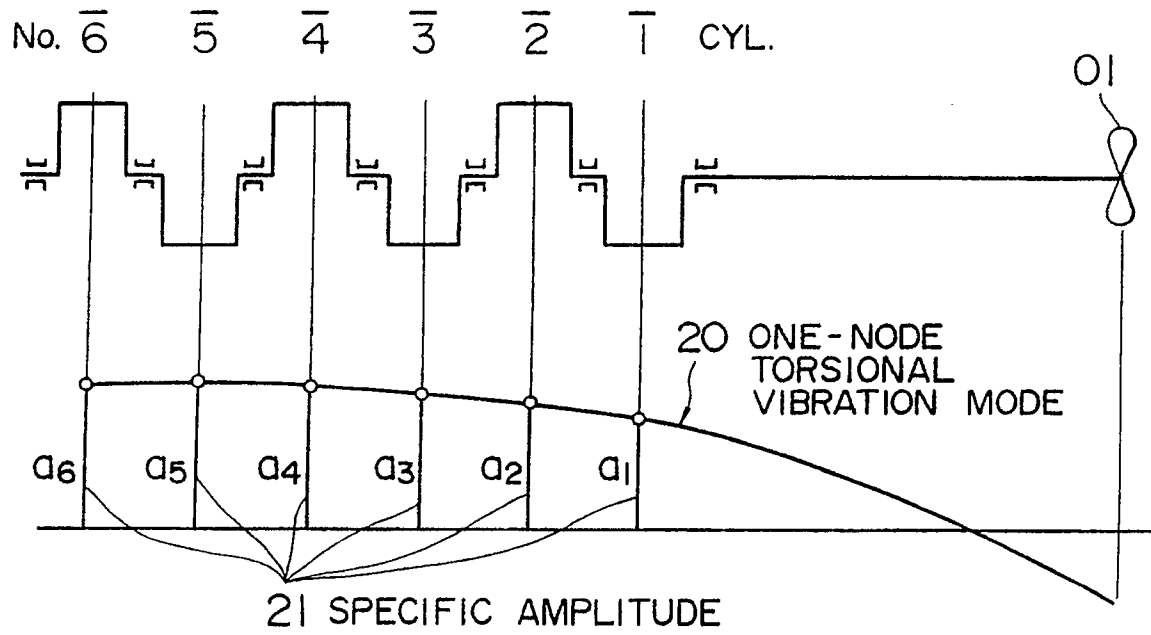 No. 6 5 4 3 2 1 CYL.
01
20 ONE-NODE
TORSIONAL
VIBRATION MODE
a6 a5 a4 a3 a2 a1
21 SPECIFIC AMPLITUDE